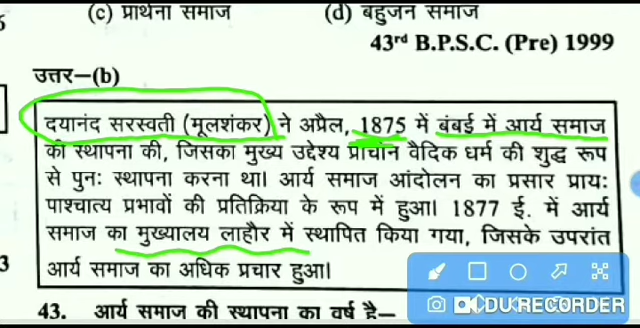 (c) प्रार्थना समाज (d) बहुजन समाज
43rd B.P.S.C. (Pre) 1999
उत्तर—(b)
दयानंद सरस्वती (मूलशंकर) ने अप्रैल, 1875 में बंबई में आर्य समाज
की स्थापना की, जिसका मुख्य उद्देश्य प्राचीन वैदिक धर्म की शुद्ध रूप
से पुनः स्थापना करना था। आर्य समाज आंदोलन का प्रसार प्रायः
पाश्चात्य प्रभावों की प्रतिक्रिया के रूप में हुआ। 1877 ई. में आर्य
समाज का मुख्यालय लाहौर में स्थापित किया गया, जिसके उपरांत
3 आर्य समाज का अधिक प्रचार हुआ।
DU RECORDER
43. आर्य समाज की स्थापना का वर्ष है—